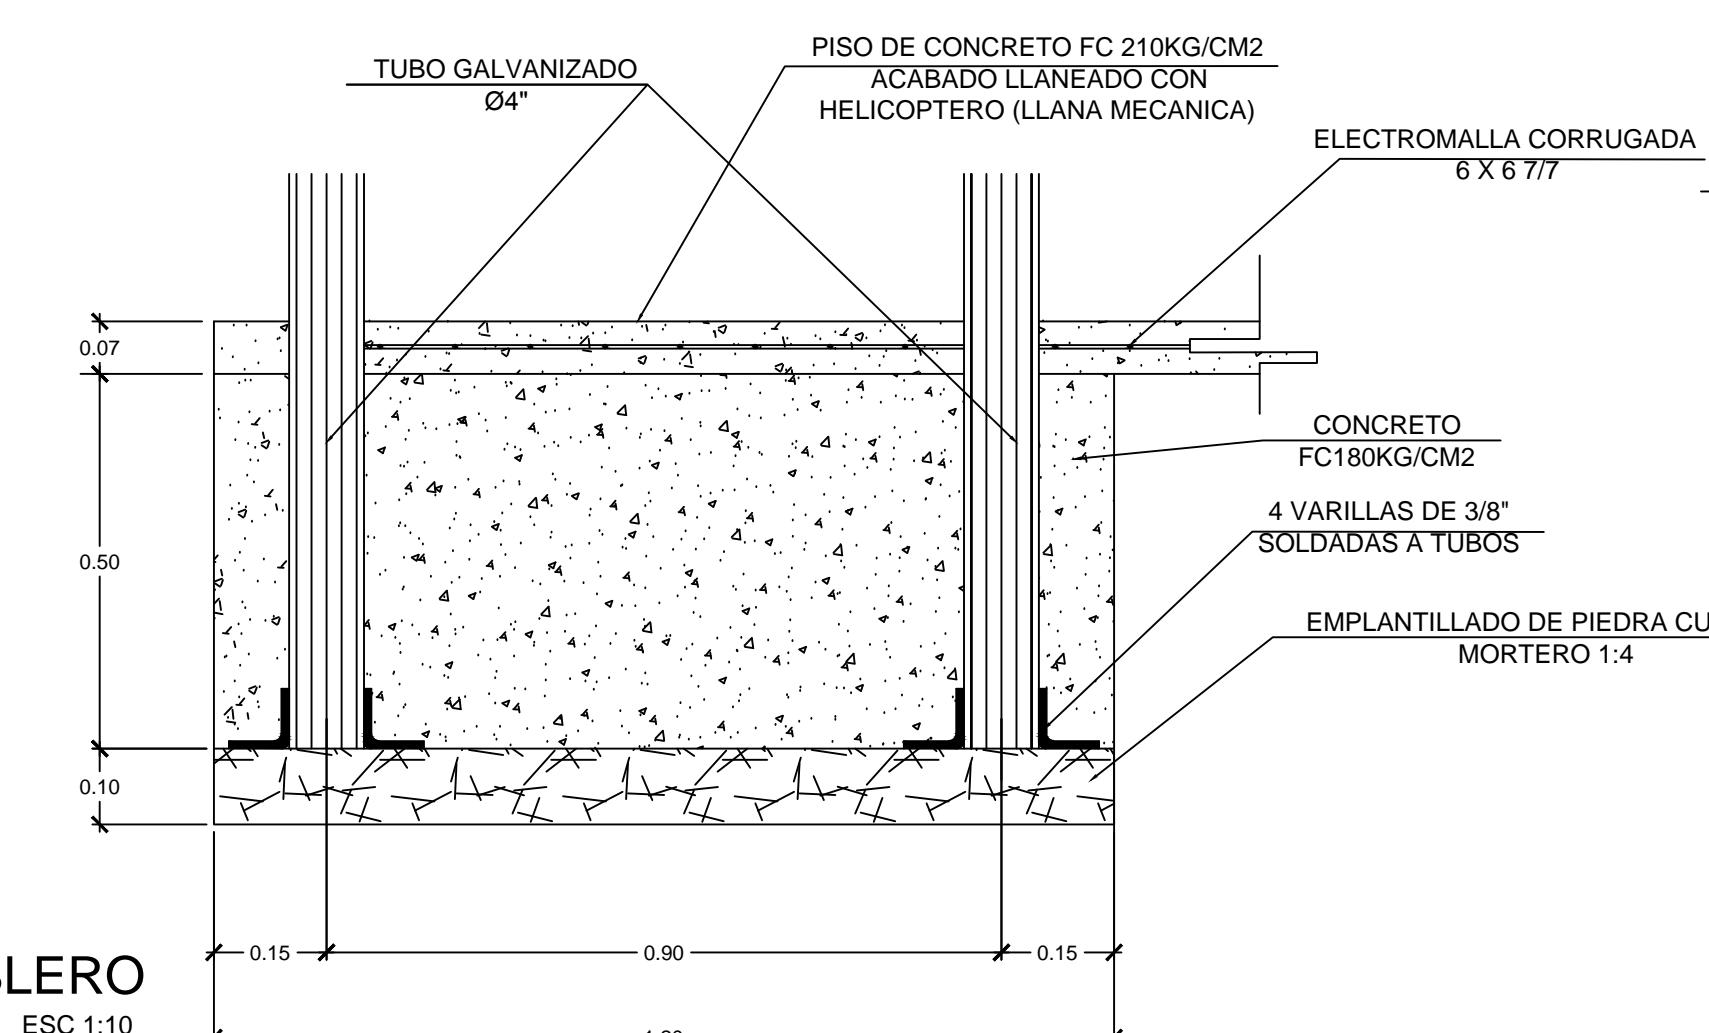 TUBO GALVANIZADO
Ø4"
PISO DE CONCRETO FC 210KG/CM2
ACABADO LLANEADO CON
HELICOPTERO (LLANA MECANICA)
ELECTROMALLA CORRUGADA
6 X 6 7/7
0.07
CONCRETO
FC180KG/CM2
4 VARILLAS DE 3/8"
SOLDADAS A TUBOS
0.50
EMPLANTILLADO DE PIEDRA
MORTERO 1:4
0.10
0.15
0.90
0.15
ESC 1:10